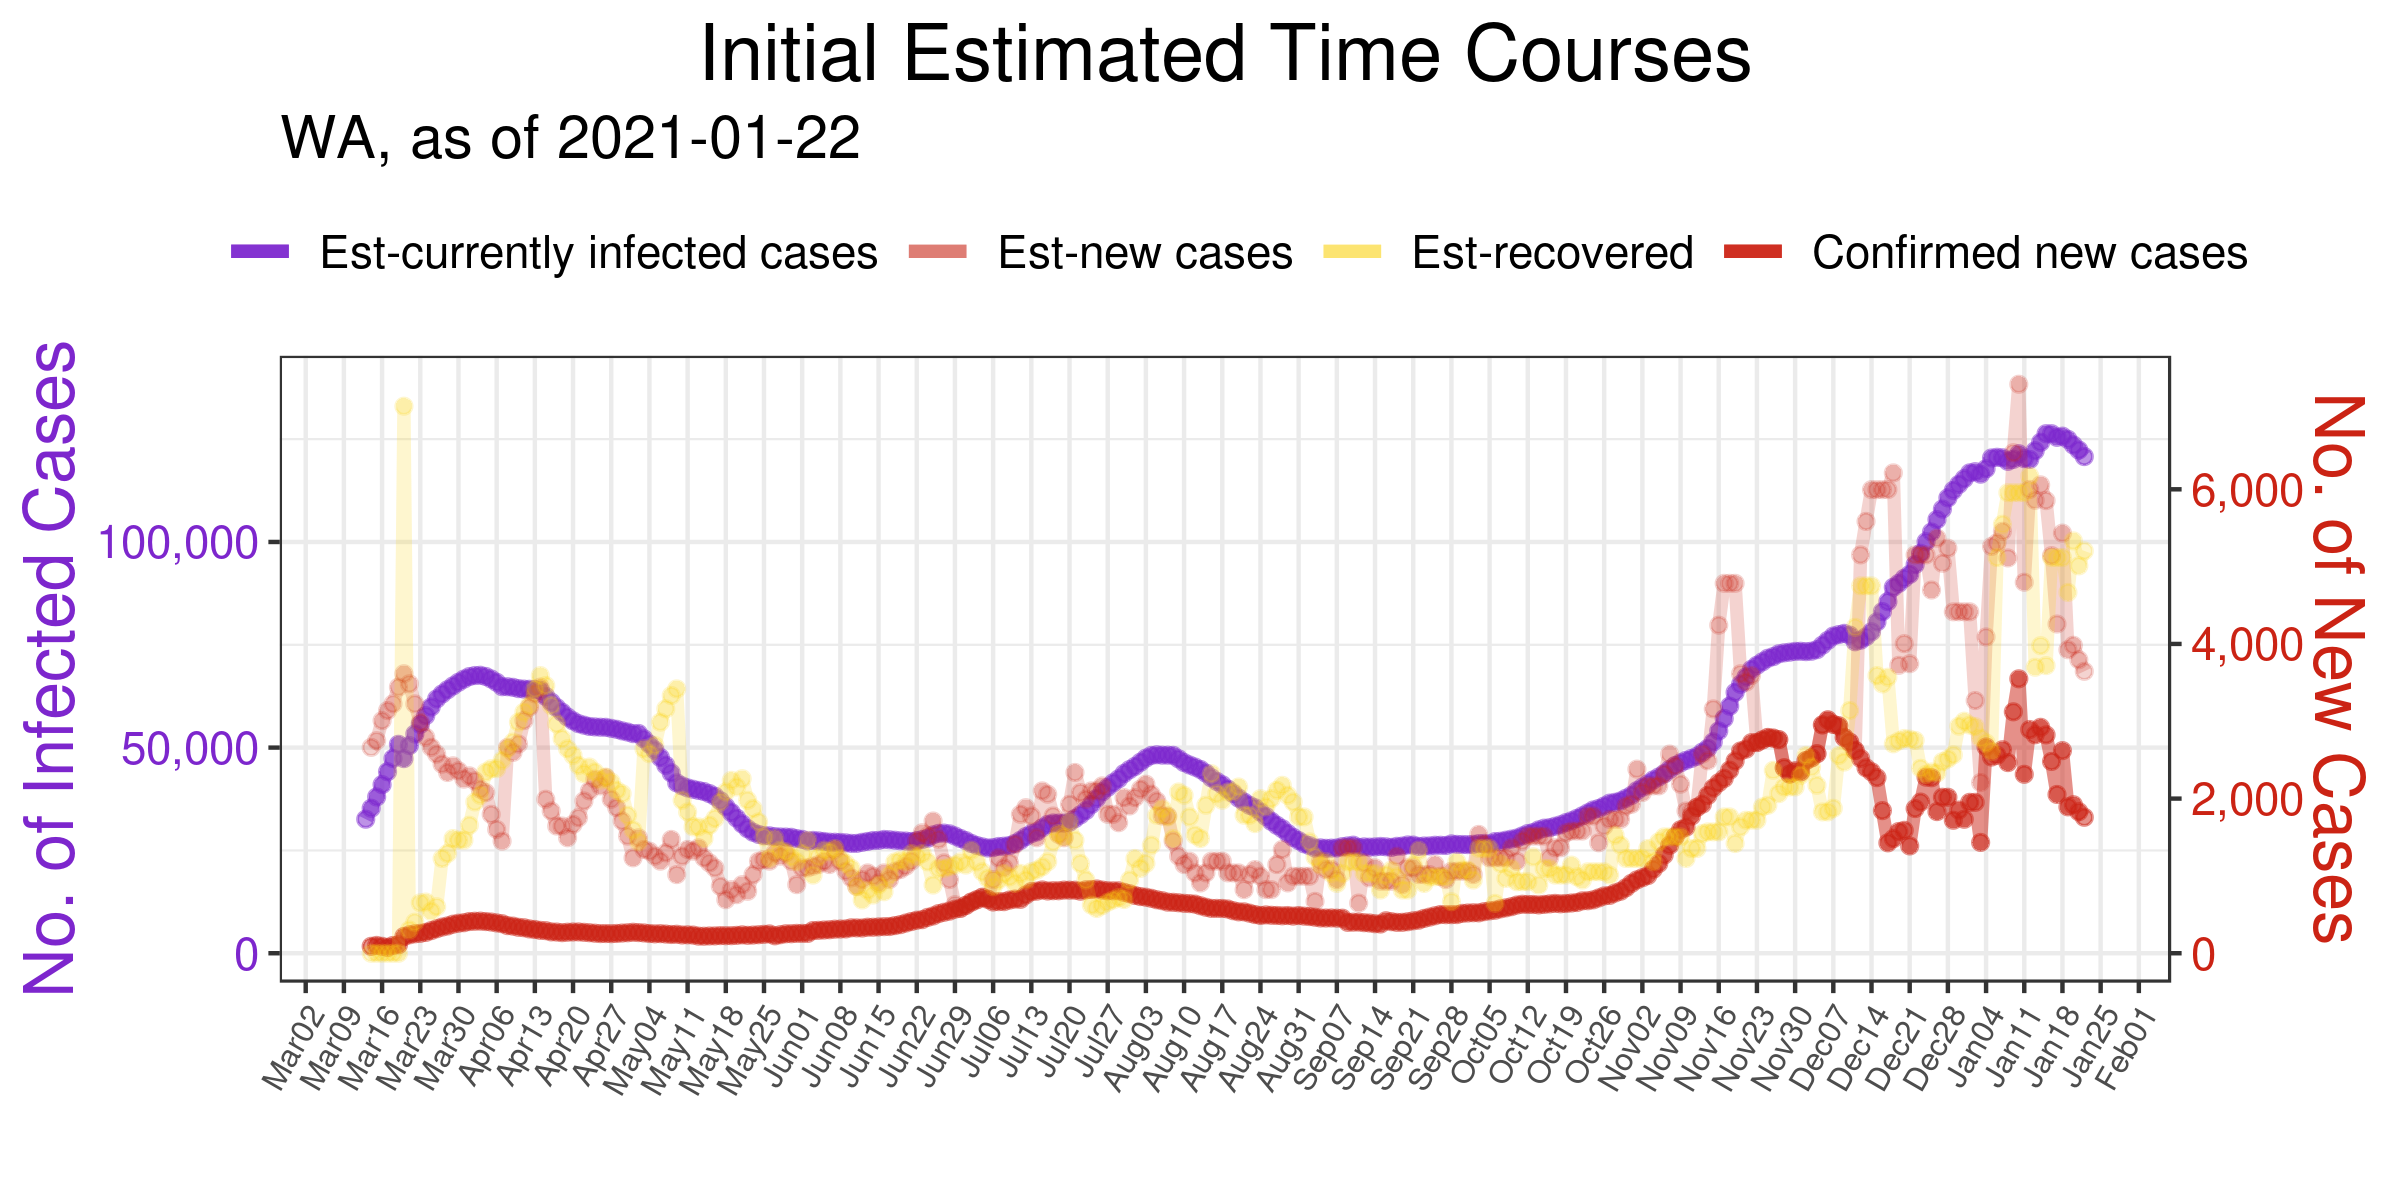 Initial Estimated Time Courses
WA, as of 2021-01-22
Est-currently infected cases Est-new cases Est-recovered Confirmed new cases
No. of Infected Cases
100,000
50,000
0
No. of New Cases
6,000
4,000
2,000
0
Mar02 Mar09 Mar16 Mar23 Mar30 Apr06 Apr13 Apr20 Apr27 May04 May11 May18 May25 Jun01 Jun08 Jun15 Jun22 Jun29 Jul06 Jul13 Jul20 Jul27 Aug03 Aug10 Aug17 Aug24 Aug31 Sep07 Sep14 Sep21 Sep28 Oct05 Oct12 Oct19 Oct26 Nov02 Nov09 Nov16 Nov23 Nov30 Dec07 Dec14 Dec21 Dec28 Jan04 Jan11 Jan18 Jan25 Feb01